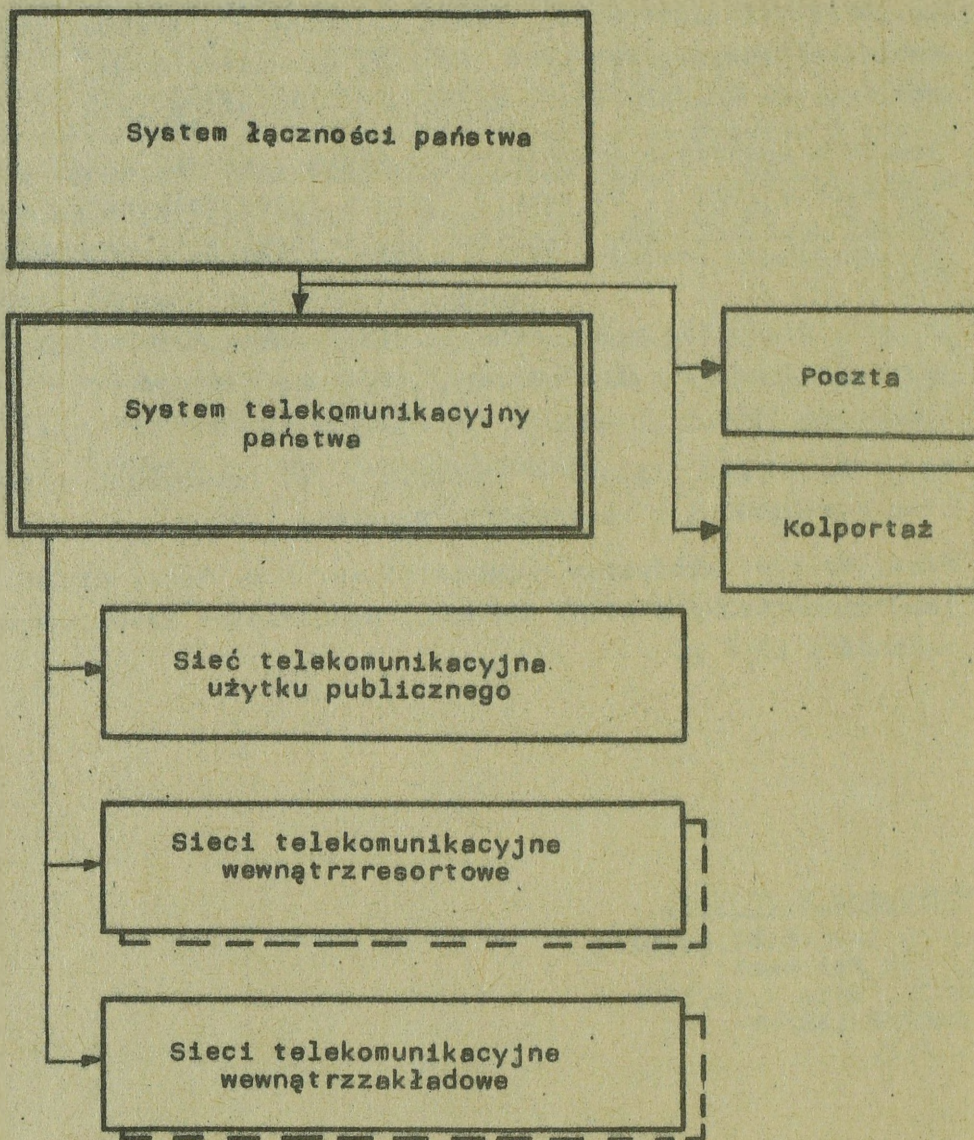 System łączności państwa
System telekomunikacyjny
państwa
Poczta
Kolportaż
Sieć telekomunikacyjna
użytku publicznego
Sieci telekomunikacyjne
wewnątrzresortowe
Sieci telekomunikacyjne
wewnątrzzakładowe